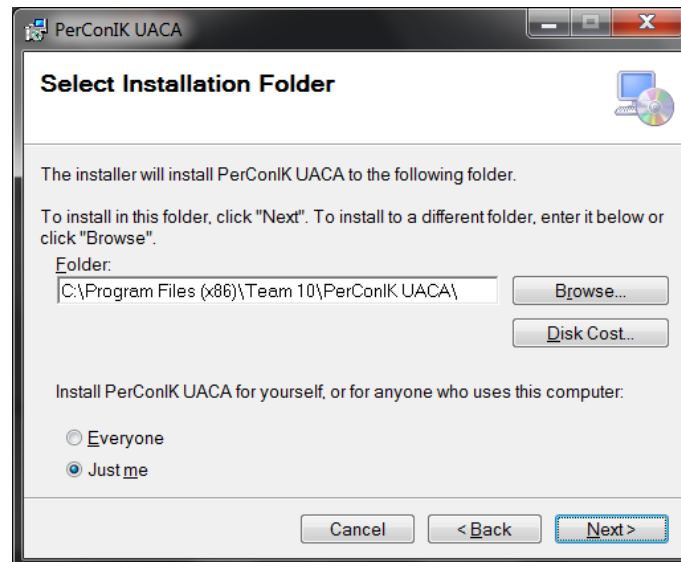 PerConIK UACA
Select Installation Folder
The installer will install PerConIK UACA to the following folder.
To install in this folder, click "Next". To install to a different folder, enter it below or
click "Browse".
Folder:
C:\Program Files (x86)\Team 10\PerConIK UACA\
Browse...
Disk Cost...
Install PerConIK UACA for yourself, or for anyone who uses this computer:
Everyone
Just me
Cancel
< Back
Next >